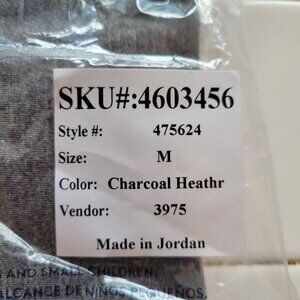 SKU#:4603456
Style #: 475624
Size: M
Color: Charcoal Heathr
Vendor: 3975
Made in Jordan
AND SMALL CHILDREN.
ALCANCE DE NIÑOS PEQUEÑOS